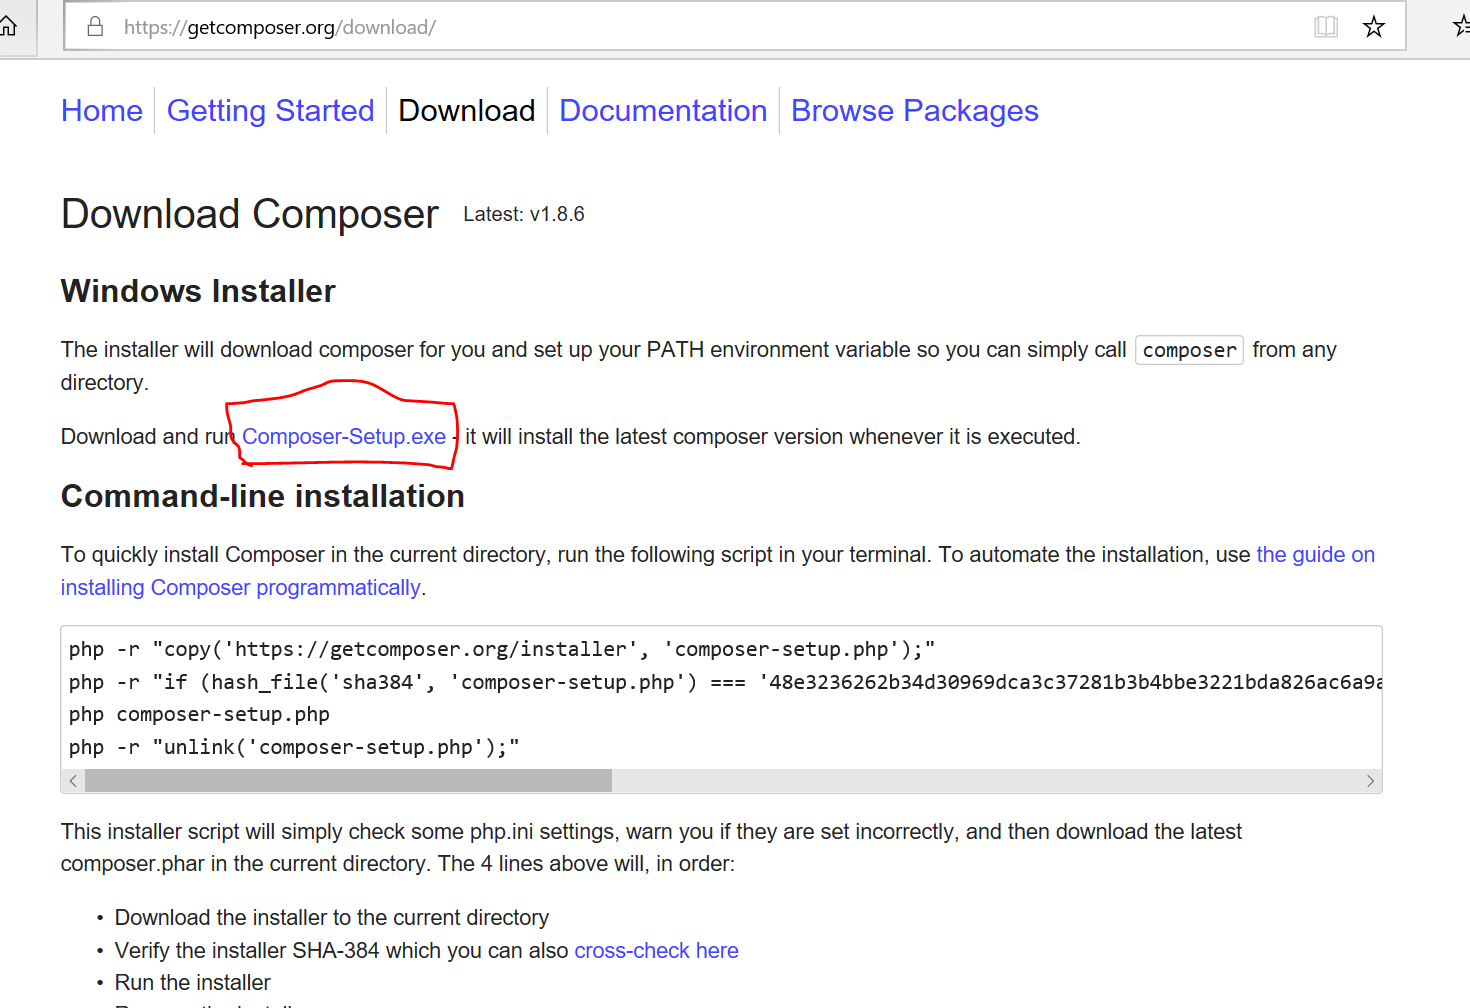 https://getcomposer.org/download/
Home Getting Started Download Documentation Browse Packages
Download Composer Latest: v1.8.6
Windows Installer
The installer will download composer for you and set up your PATH environment variable so you can simply call composer from any
directory.
Download and run Composer-Setup.exe - it will install the latest composer version whenever it is executed.
Command-line installation
To quickly install Composer in the current directory, run the following script in your terminal. To automate the installation, use the guide on
installing Composer programmatically.
php -r "copy('https://getcomposer.org/installer', 'composer-setup.php');"
php -r "if (hash_file('sha384', 'composer-setup.php') === '48e3236262b34d30969dca3c37281b3b4bbe3221bda826ac6a9a
php composer-setup.php
php -r "unlink('composer-setup.php');"
This installer script will simply check some php.ini settings, warn you if they are set incorrectly, and then download the latest
composer.phar in the current directory. The 4 lines above will, in order:
• Download the installer to the current directory
• Verify the installer SHA-384 which you can also cross-check here
• Run the installer